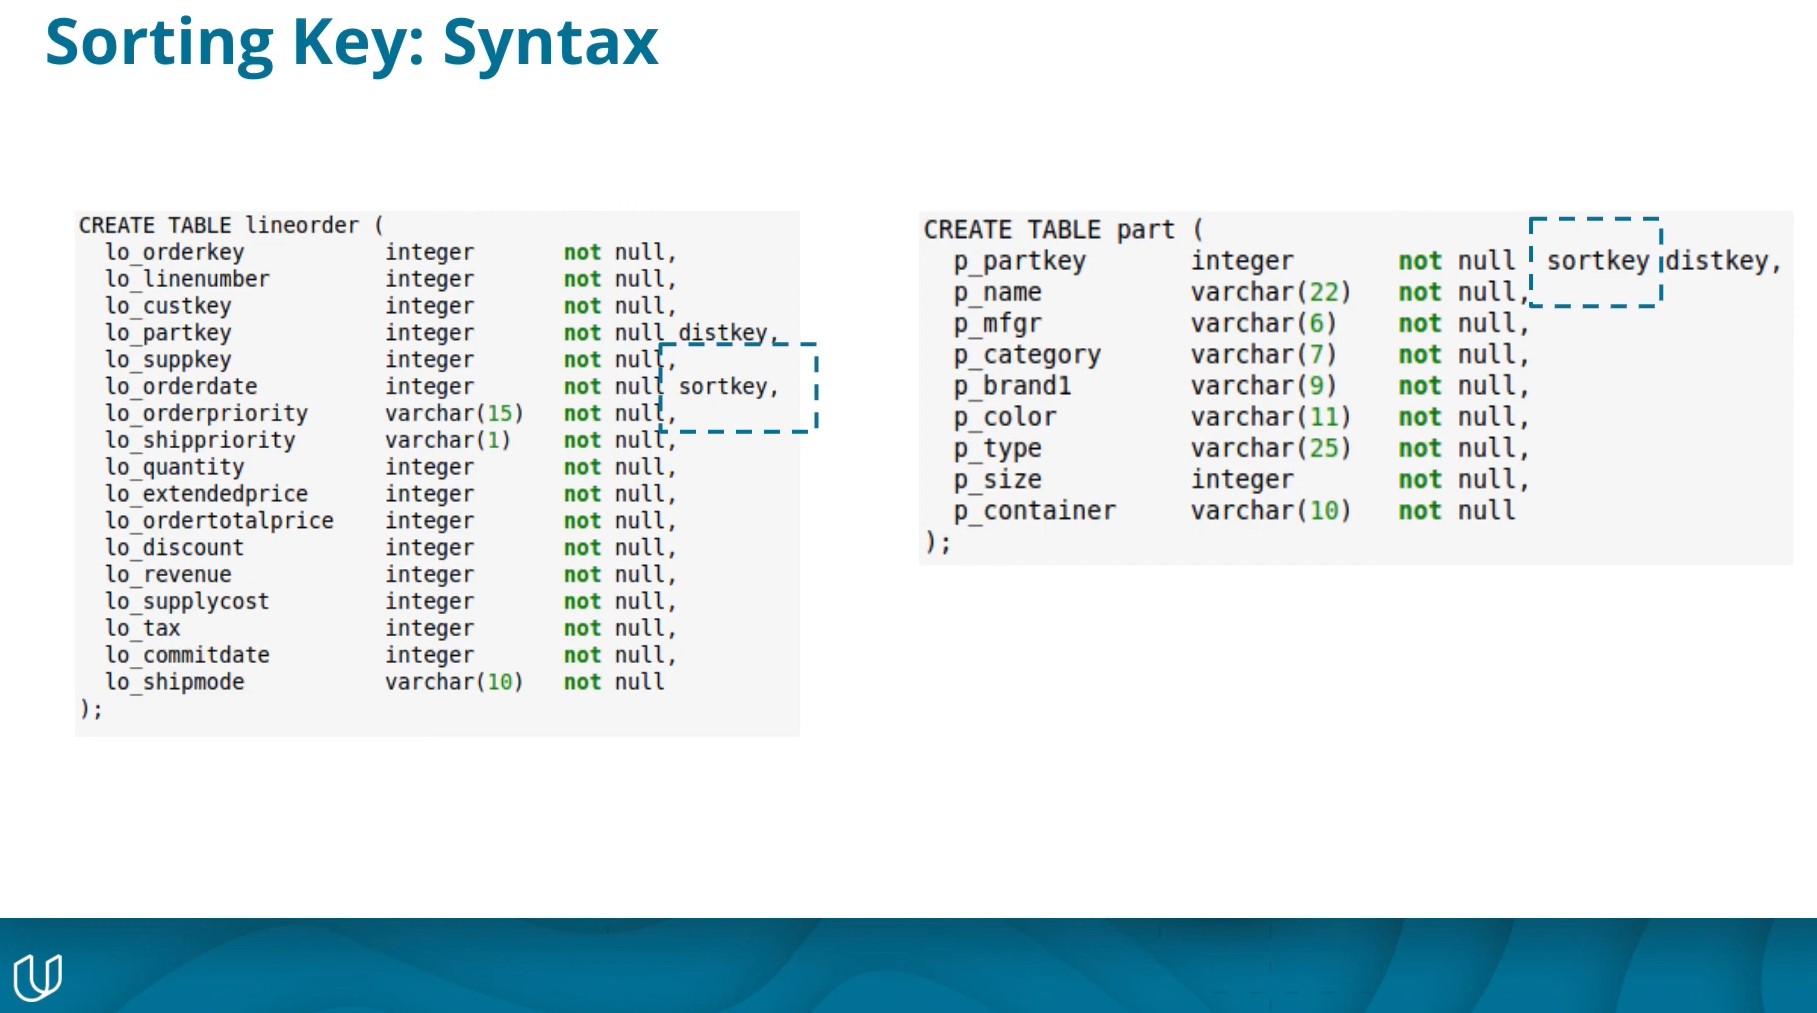 Sorting Key: Syntax
CREATE TABLE lineorder (
lo_orderkey integer not null,
lo_linenumber integer not null,
lo_custkey integer not null,
lo_partkey integer not null distkey,
lo_suppkey integer not null,
lo_orderdate integer not null sortkey,
lo_orderpriority varchar(15) not null,
lo_shippriority varchar(1) not null,
lo_quantity integer not null,
lo_extendedprice integer not null,
lo_ordertotalprice integer not null,
lo_discount integer not null,
lo_revenue integer not null,
lo_supplycost integer not null,
lo_tax integer not null,
lo_commitdate integer not null,
lo_shipmode varchar(10) not null
);
CREATE TABLE part (
p_partkey integer not null sortkey distkey,
p_name varchar(22) not null,
p_mfgr varchar(6) not null,
p_category varchar(7) not null,
p_brand1 varchar(9) not null,
p_color varchar(11) not null,
p_type varchar(25) not null,
p_size integer not null,
p_container varchar(10) not null
);